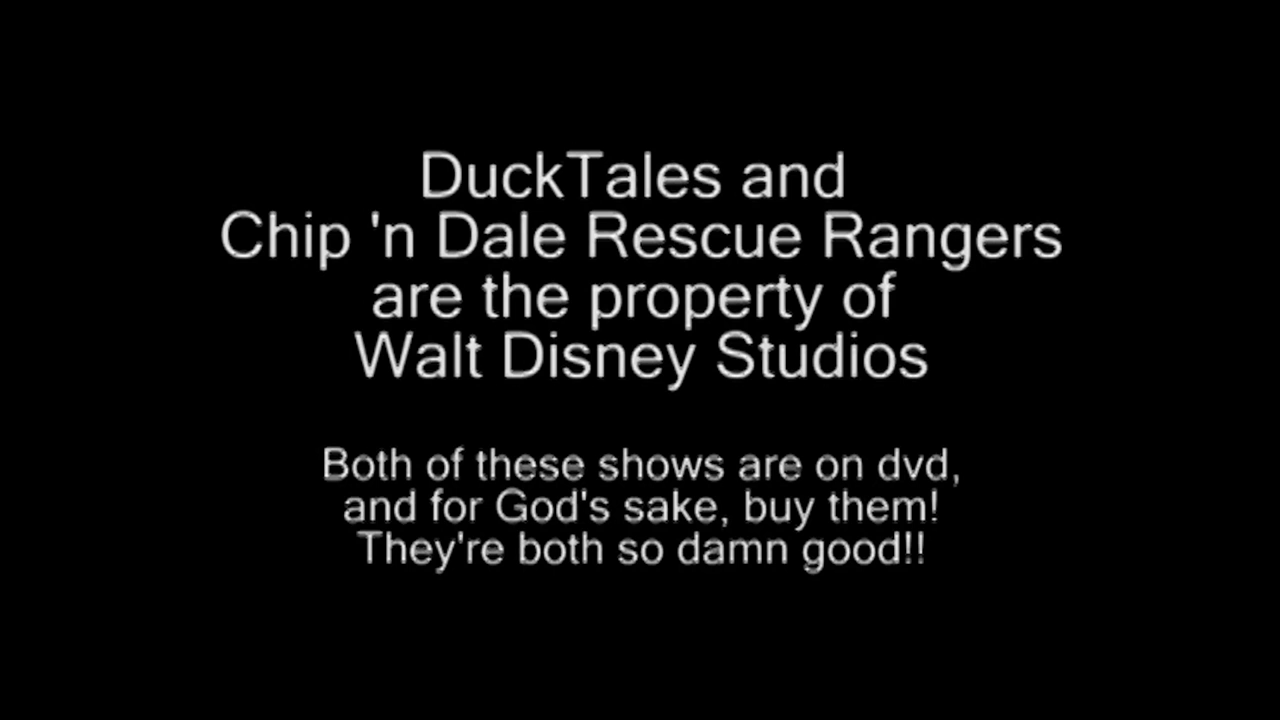 DuckTales and
Chip 'n Dale Rescue Rangers
are the property of
Walt Disney Studios
Both of these shows are on dvd,
and for God's sake, buy them!
They're both so damn good!!